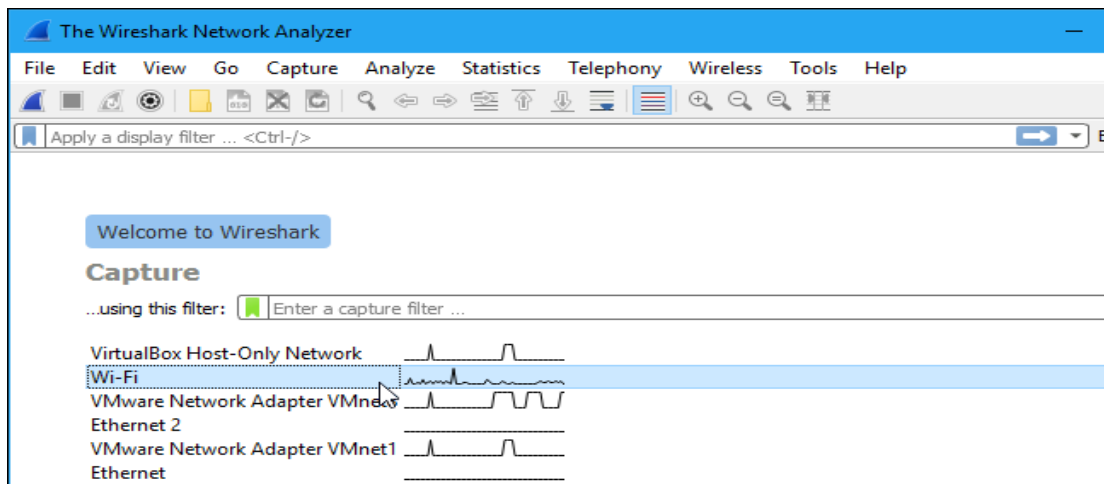 The Wireshark Network Analyzer
File Edit View Go Capture Analyze Statistics Telephony Wireless Tools Help
Apply a display filter ... <Ctrl-/>
Welcome to Wireshark
Capture
...using this filter: Enter a capture filter ...
VirtualBox Host-Only Network
Wi-Fi
VMware Network Adapter
Ethernet 2
VMware Network Adapter VMnet1
Ethernet